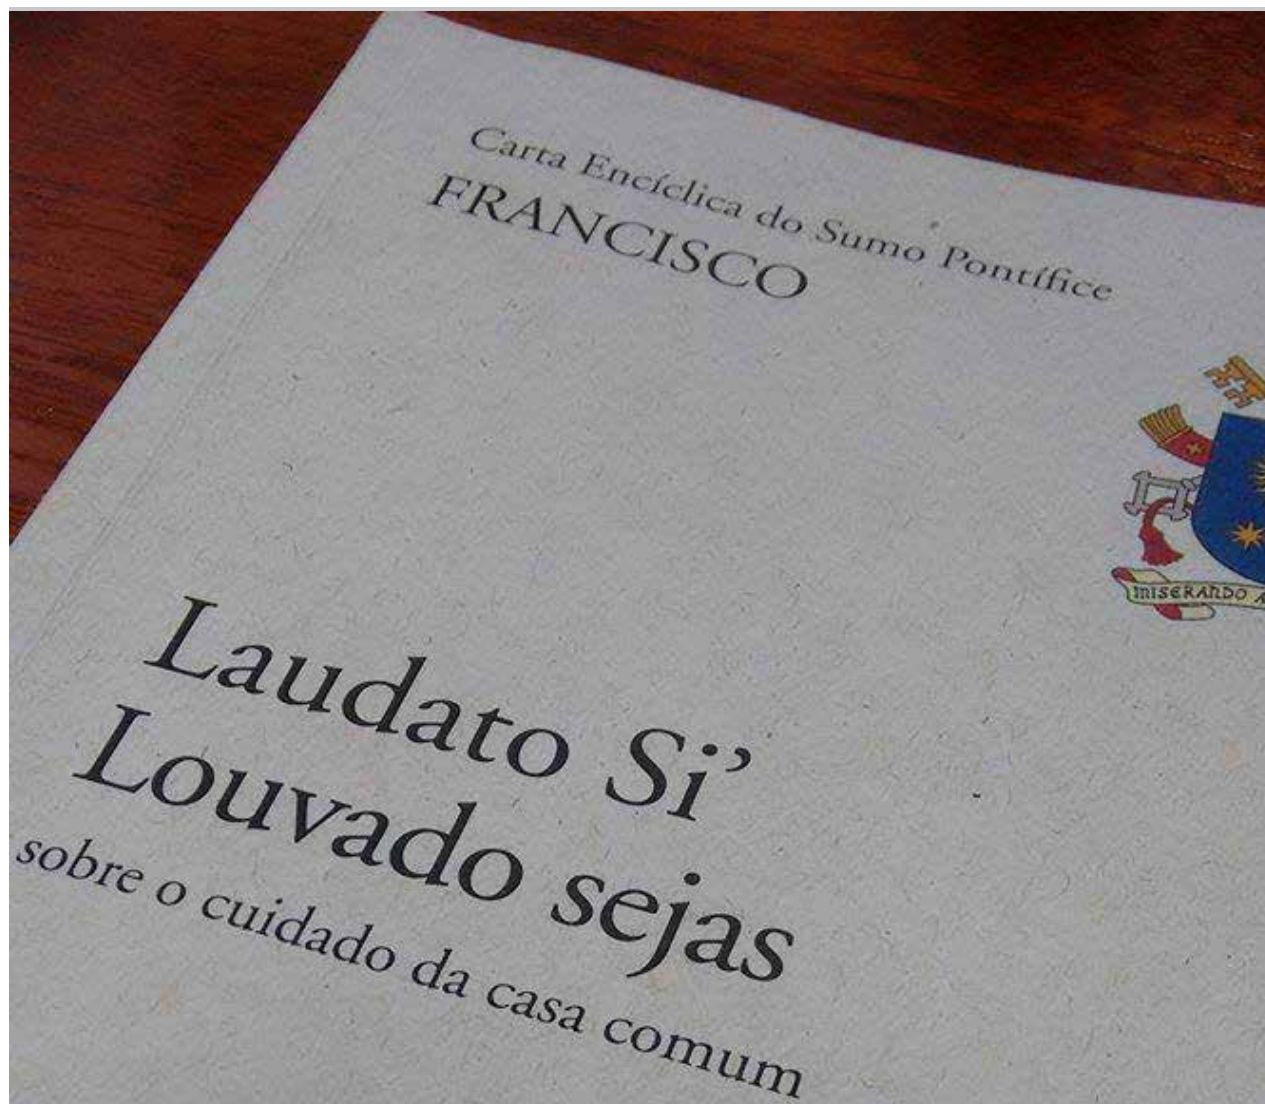 Carta Encíclica do Sumo Pontífice
FRANCISCO
MISERANDO A
Laudato Si’
Louvado sejas
sobre o cuidado da casa comum